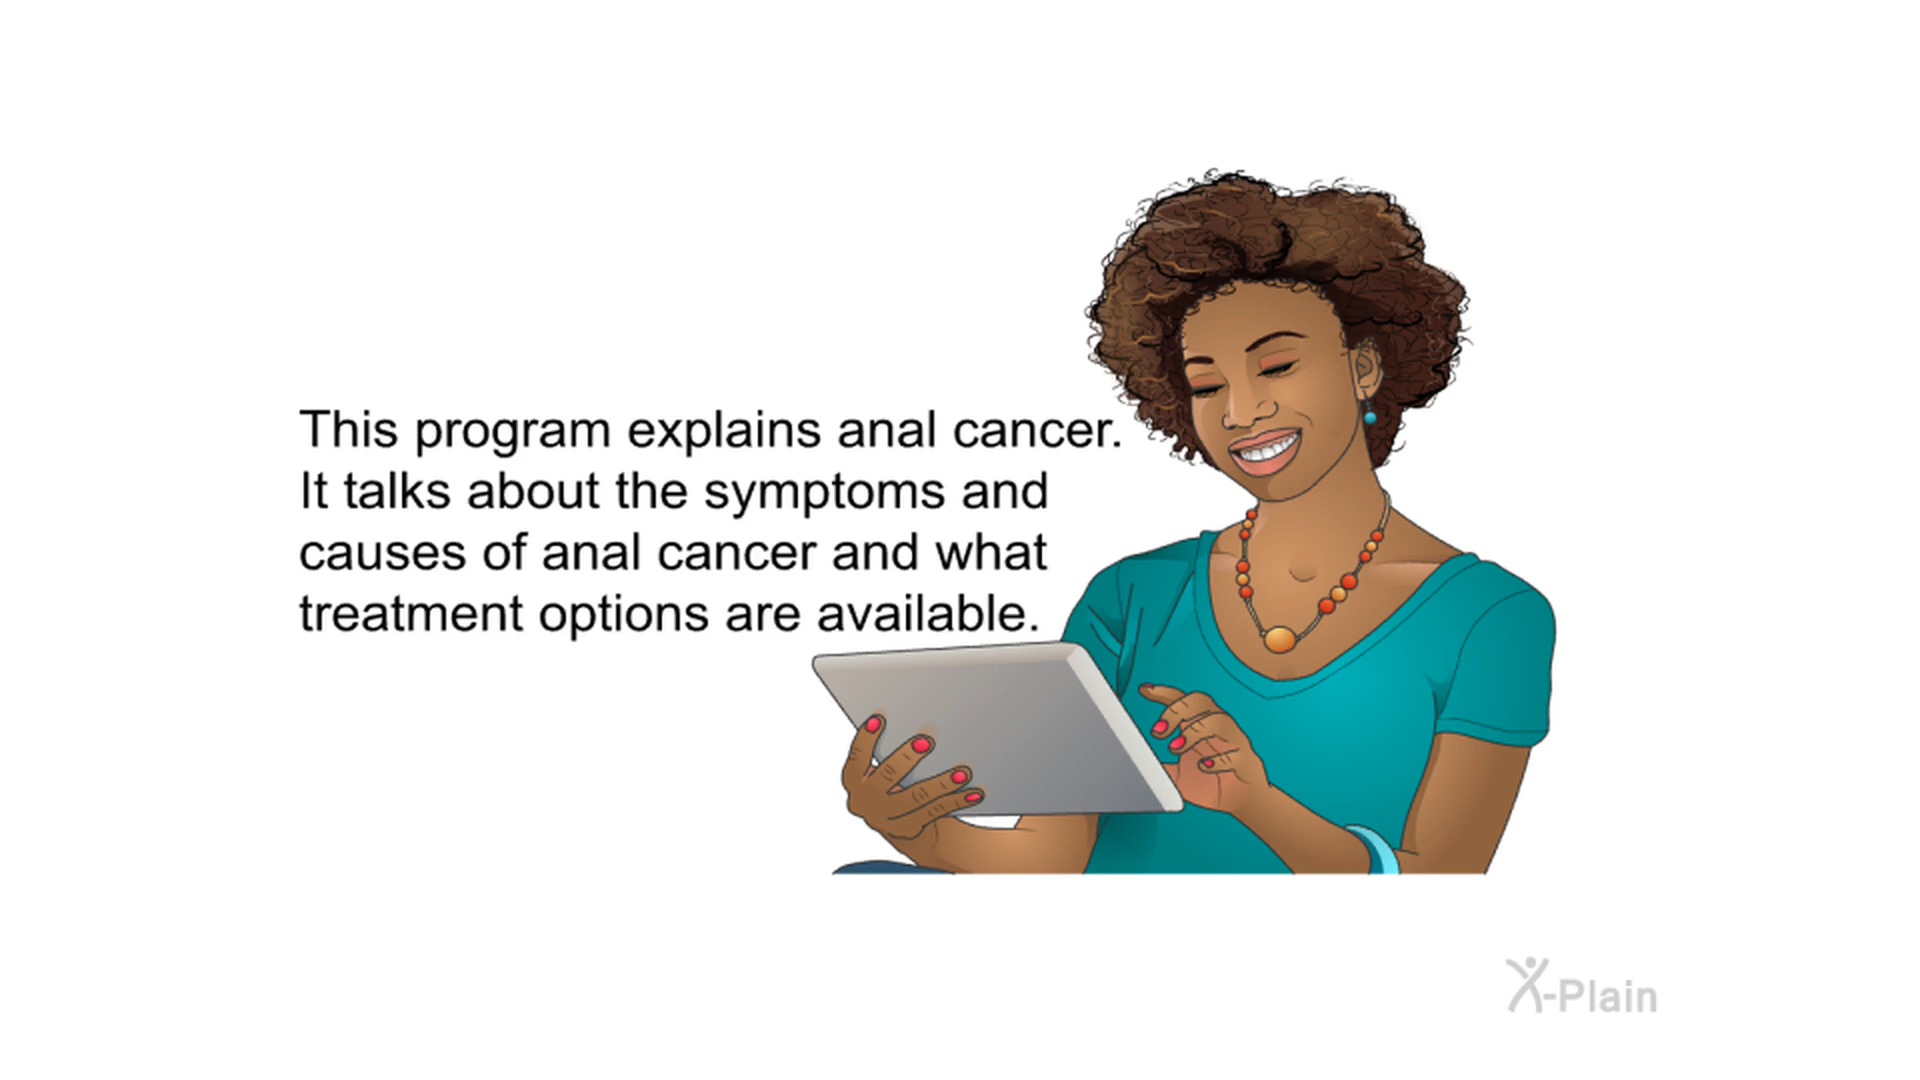 This program explains anal cancer.
It talks about the symptoms and
causes of anal cancer and what
treatment options are available.
X-Plain